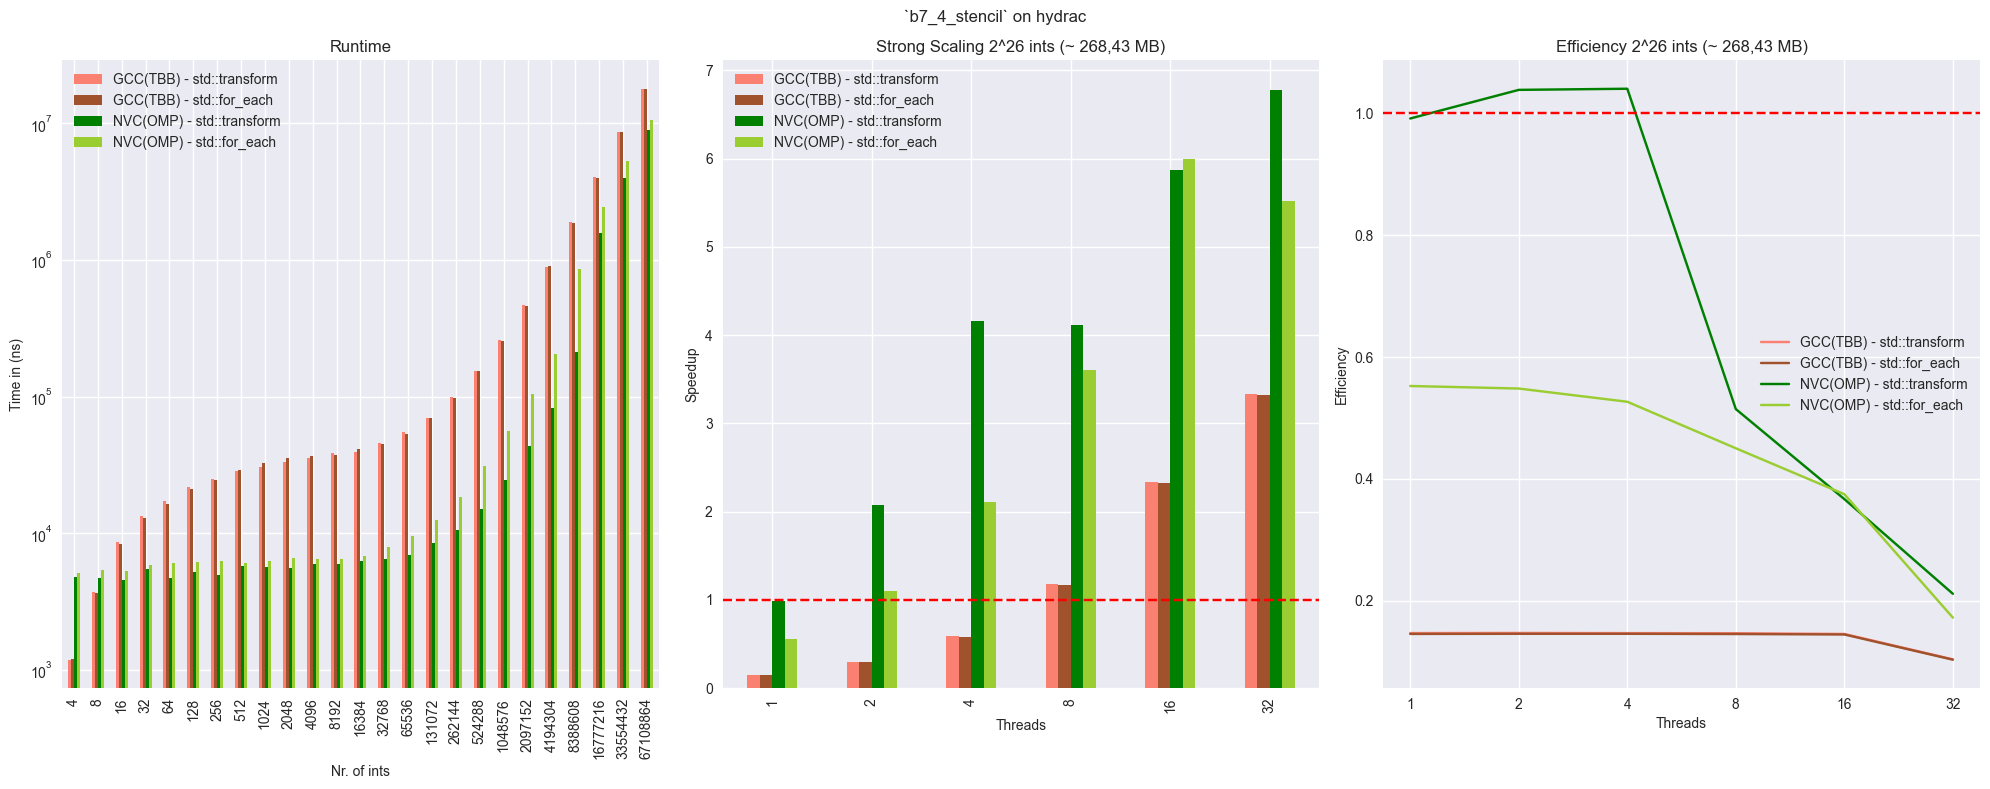 `b7_4_stencil` on hydrac
Runtime
GCC(TBB) - std::transform
GCC(TBB) - std::for_each
NVC(OMP) - std::transform
NVC(OMP) - std::for_each
10^7
10^6
10^5
10^4
10^3
Time in (ns)
4
8
16
32
64
128
256
512
1024
2048
4096
8192
16384
32768
65536
131072
262144
524288
1048576
2097152
4194304
8388608
16777216
33554432
67108864
Nr. of ints
Strong Scaling 2^26 ints (~ 268,43 MB)
GCC(TBB) - std::transform
GCC(TBB) - std::for_each
NVC(OMP) - std::transform
NVC(OMP) - std::for_each
7
6
5
4
3
2
1
0
Speedup
1
2
4
8
16
32
Threads
Efficiency 2^26 ints (~ 268,43 MB)
1.0
0.8
0.6
0.4
0.2
Efficiency
GCC(TBB) - std::transform
GCC(TBB) - std::for_each
NVC(OMP) - std::transform
NVC(OMP) - std::for_each
1
2
4
8
16
32
Threads